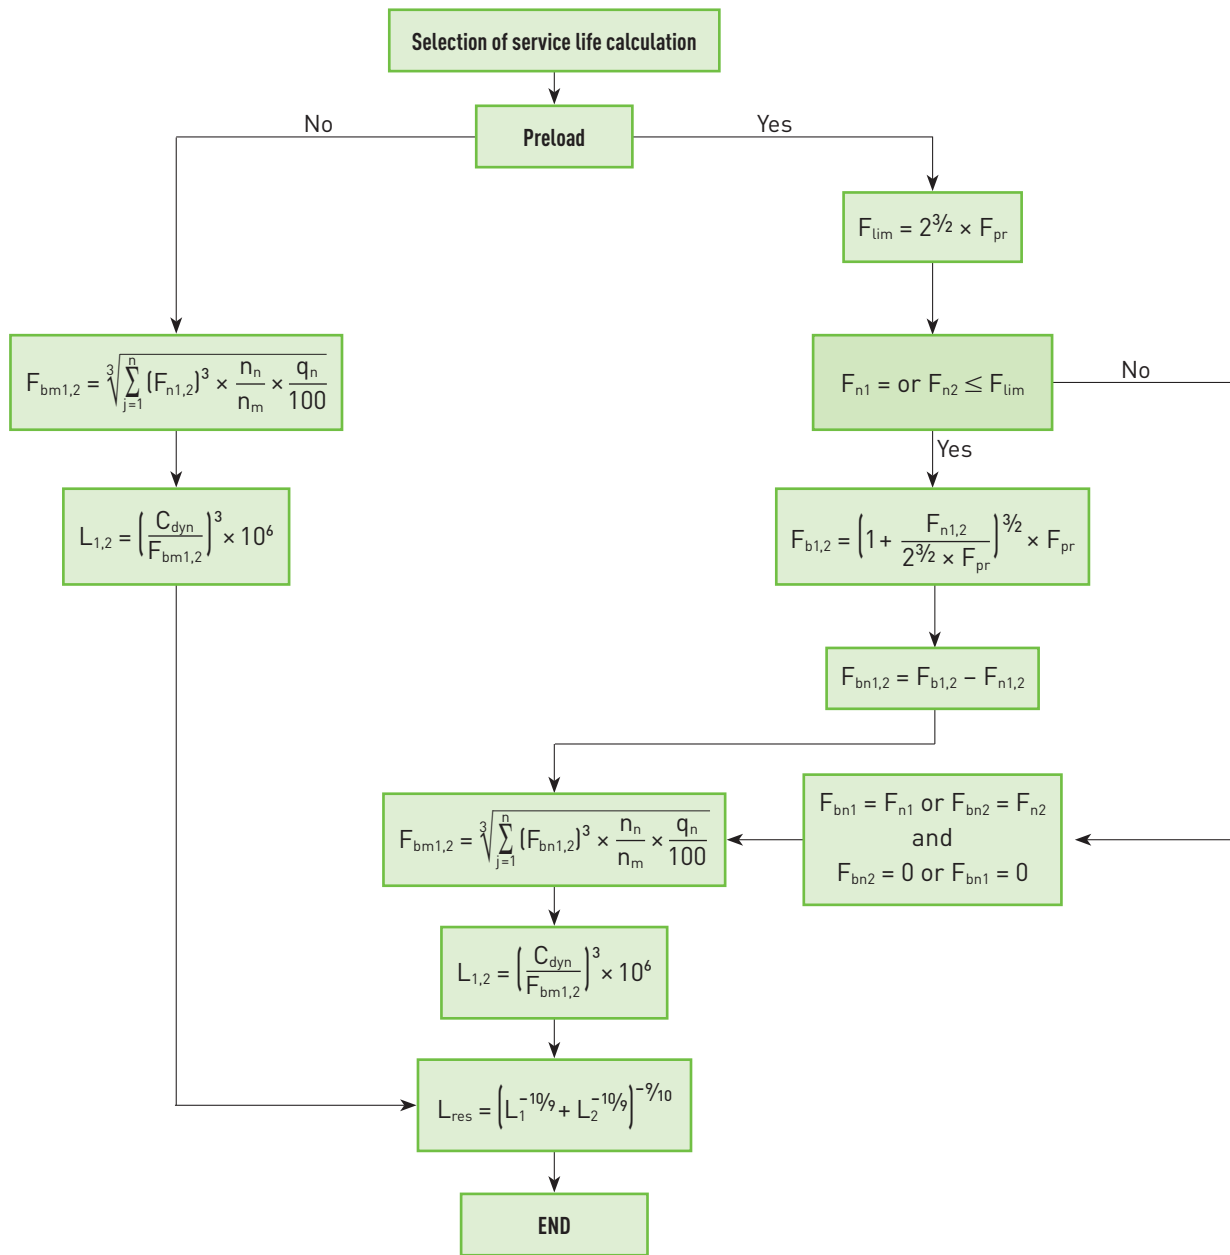 Selection of service life calculation
Preload
No
Yes
F_lim = 2^3/2 × F_pr
F_n1 = or F_n2 ≤ F_lim
No
Yes
F_bm1,2 = ∛(∑_{j=1}^{n} (F_n1,2)^3 × n_n/n_m × q_n/100)
L_1,2 = (C_dyn/F_bm1,2)^3 × 10^6
F_b1,2 = (1 + F_n1,2/(2^3/2 × F_pr))^3/2 × F_pr
F_bn1,2 = F_b1,2 − F_n1,2
F_bn1 = F_n1 or F_bn2 = F_n2
and
F_bn2 = 0 or F_bn1 = 0
F_bm1,2 = ∛(∑_{j=1}^{n} (F_bn1,2)^3 × n_n/n_m × q_n/100)
L_1,2 = (C_dyn/F_bm1,2)^3 × 10^6
L_res = (L_1^−10/9 + L_2^−10/9)^−9/10
END